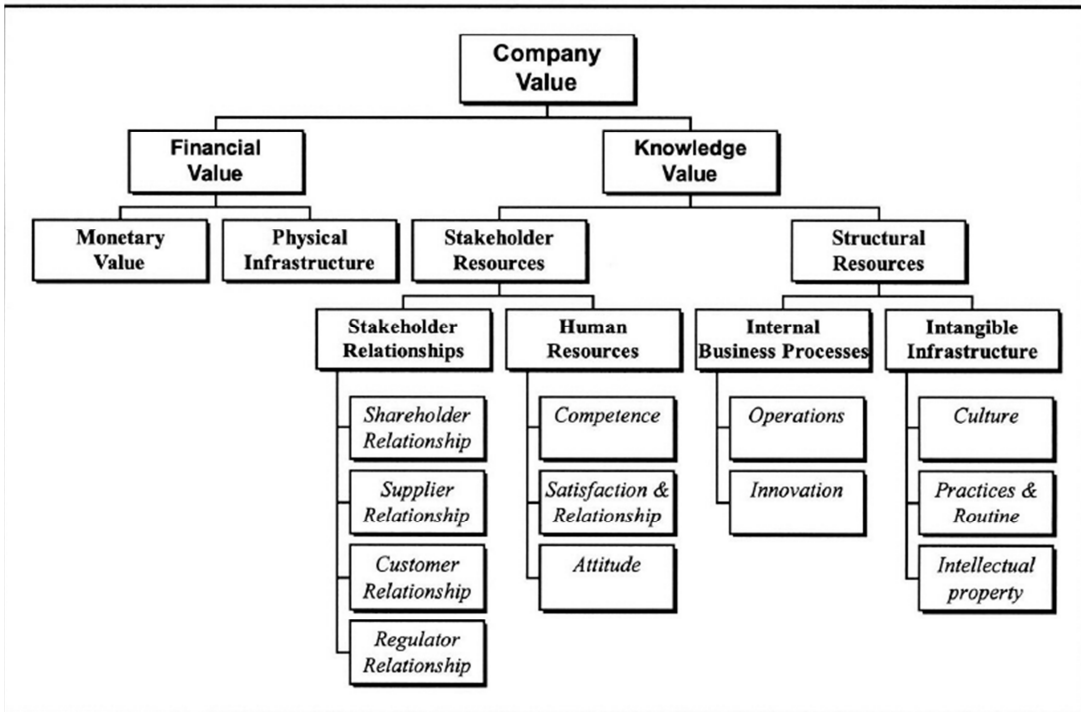 Company
Value
Financial
Value
Knowledge
Value
Monetary
Value
Physical
Infrastructure
Stakeholder
Resources
Structural
Resources
Stakeholder
Relationships
Human
Resources
Internal
Business Processes
Intangible
Infrastructure
Shareholder
Relationship
Supplier
Relationship
Customer
Relationship
Regulator
Relationship
Competence
Satisfaction &
Relationship
Attitude
Operations
Innovation
Culture
Practices &
Routine
Intellectual
property